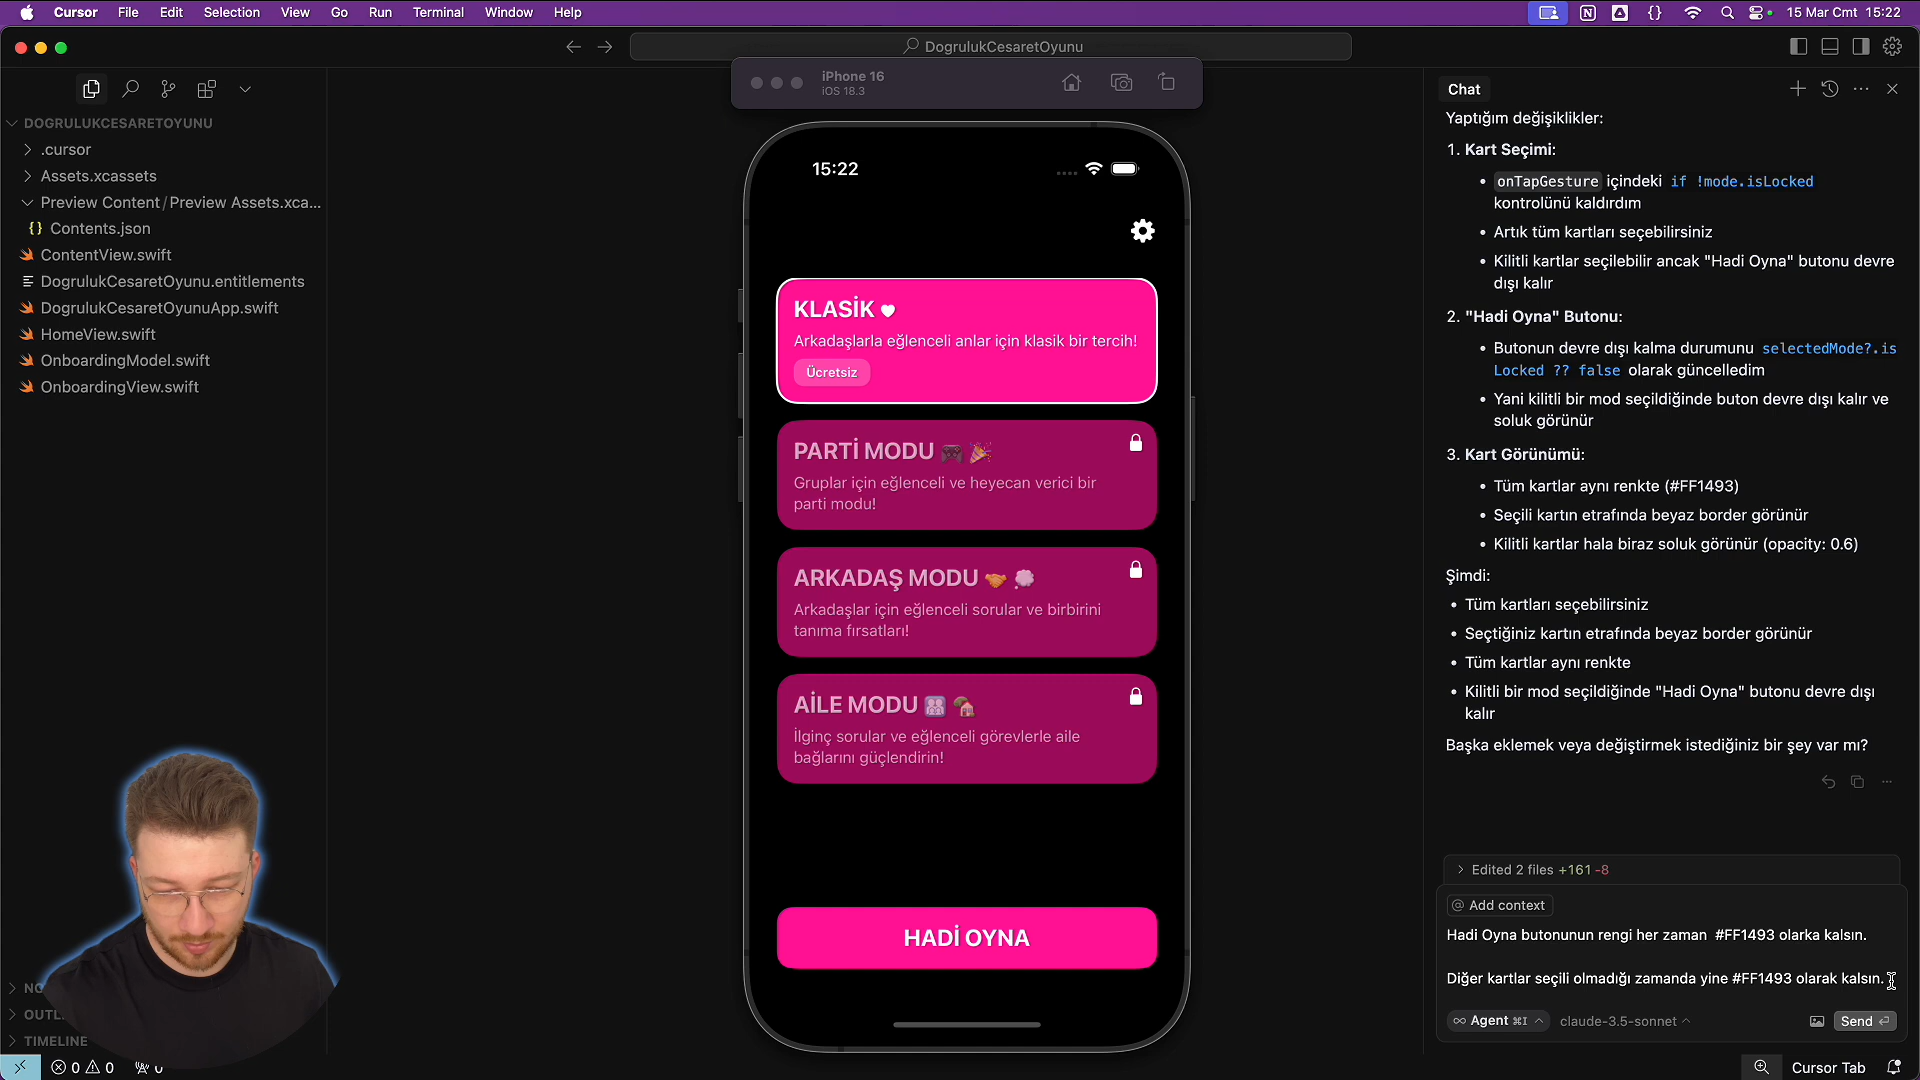 Cursor File Edit Selection View Go Run Terminal Window Help
15 Mar Cmt 15:22
DogrulukCesaretOyunu
DOGRULUKCESARETOYUNU
.cursor
Assets.xcassets
Preview Content/Preview Assets.xca...
{} Contents.json
ContentView.swift
DogrulukCesaretOyunu.entitlements
DogrulukCesaretOyunuApp.swift
HomeView.swift
OnboardingModel.swift
OnboardingView.swift
TIMELINE
0 0
iPhone 16
iOS 18.3
15:22
KLASİK
Arkadaşlarla eğlenceli anlar için klasik bir tercih!
Ücretsiz
PARTİ MODU
Gruplar için eğlenceli ve heyecan verici bir
parti modu!
ARKADAŞ MODU
Arkadaşlar için eğlenceli sorular ve birbirini
tanıma fırsatları!
AİLE MODU
İlginç sorular ve eğlenceli görevlerle aile
bağlarını güçlendirin!
HADİ OYNA
Chat
Yaptığım değişiklikler:
1. Kart Seçimi:
• onTapGesture içindeki if !mode.isLocked
kontrolünü kaldırdım
• Artık tüm kartları seçebilirsiniz
• Kilitli kartlar seçilebilir ancak "Hadi Oyna" butonu devre
dışı kalır
2. "Hadi Oyna" Butonu:
• Butonun devre dışı kalma durumunu selectedMode?.is
Locked ?? false olarak güncelledim
• Yani kilitli bir mod seçildiğinde buton devre dışı kalır ve
soluk görünür
3. Kart Görünümü:
• Tüm kartlar aynı renkte (#FF1493)
• Seçili kartın etrafında beyaz border görünür
• Kilitli kartlar hala biraz soluk görünür (opacity: 0.6)
Şimdi:
• Tüm kartları seçebilirsiniz
• Seçtiğiniz kartın etrafında beyaz border görünür
• Tüm kartlar aynı renkte
• Kilitli bir mod seçildiğinde "Hadi Oyna" butonu devre dışı
kalır
Başka eklemek veya değiştirmek istediğiniz bir şey var mı?
Edited 2 files +161 -8
@ Add context
Hadi Oyna butonunun rengi her zaman  #FF1493 olarka kalsın.
Diğer kartlar seçili olmadığı zamanda yine #FF1493 olarak kalsın.
Agent ⌘I claude-3.5-sonnet Send
Cursor Tab